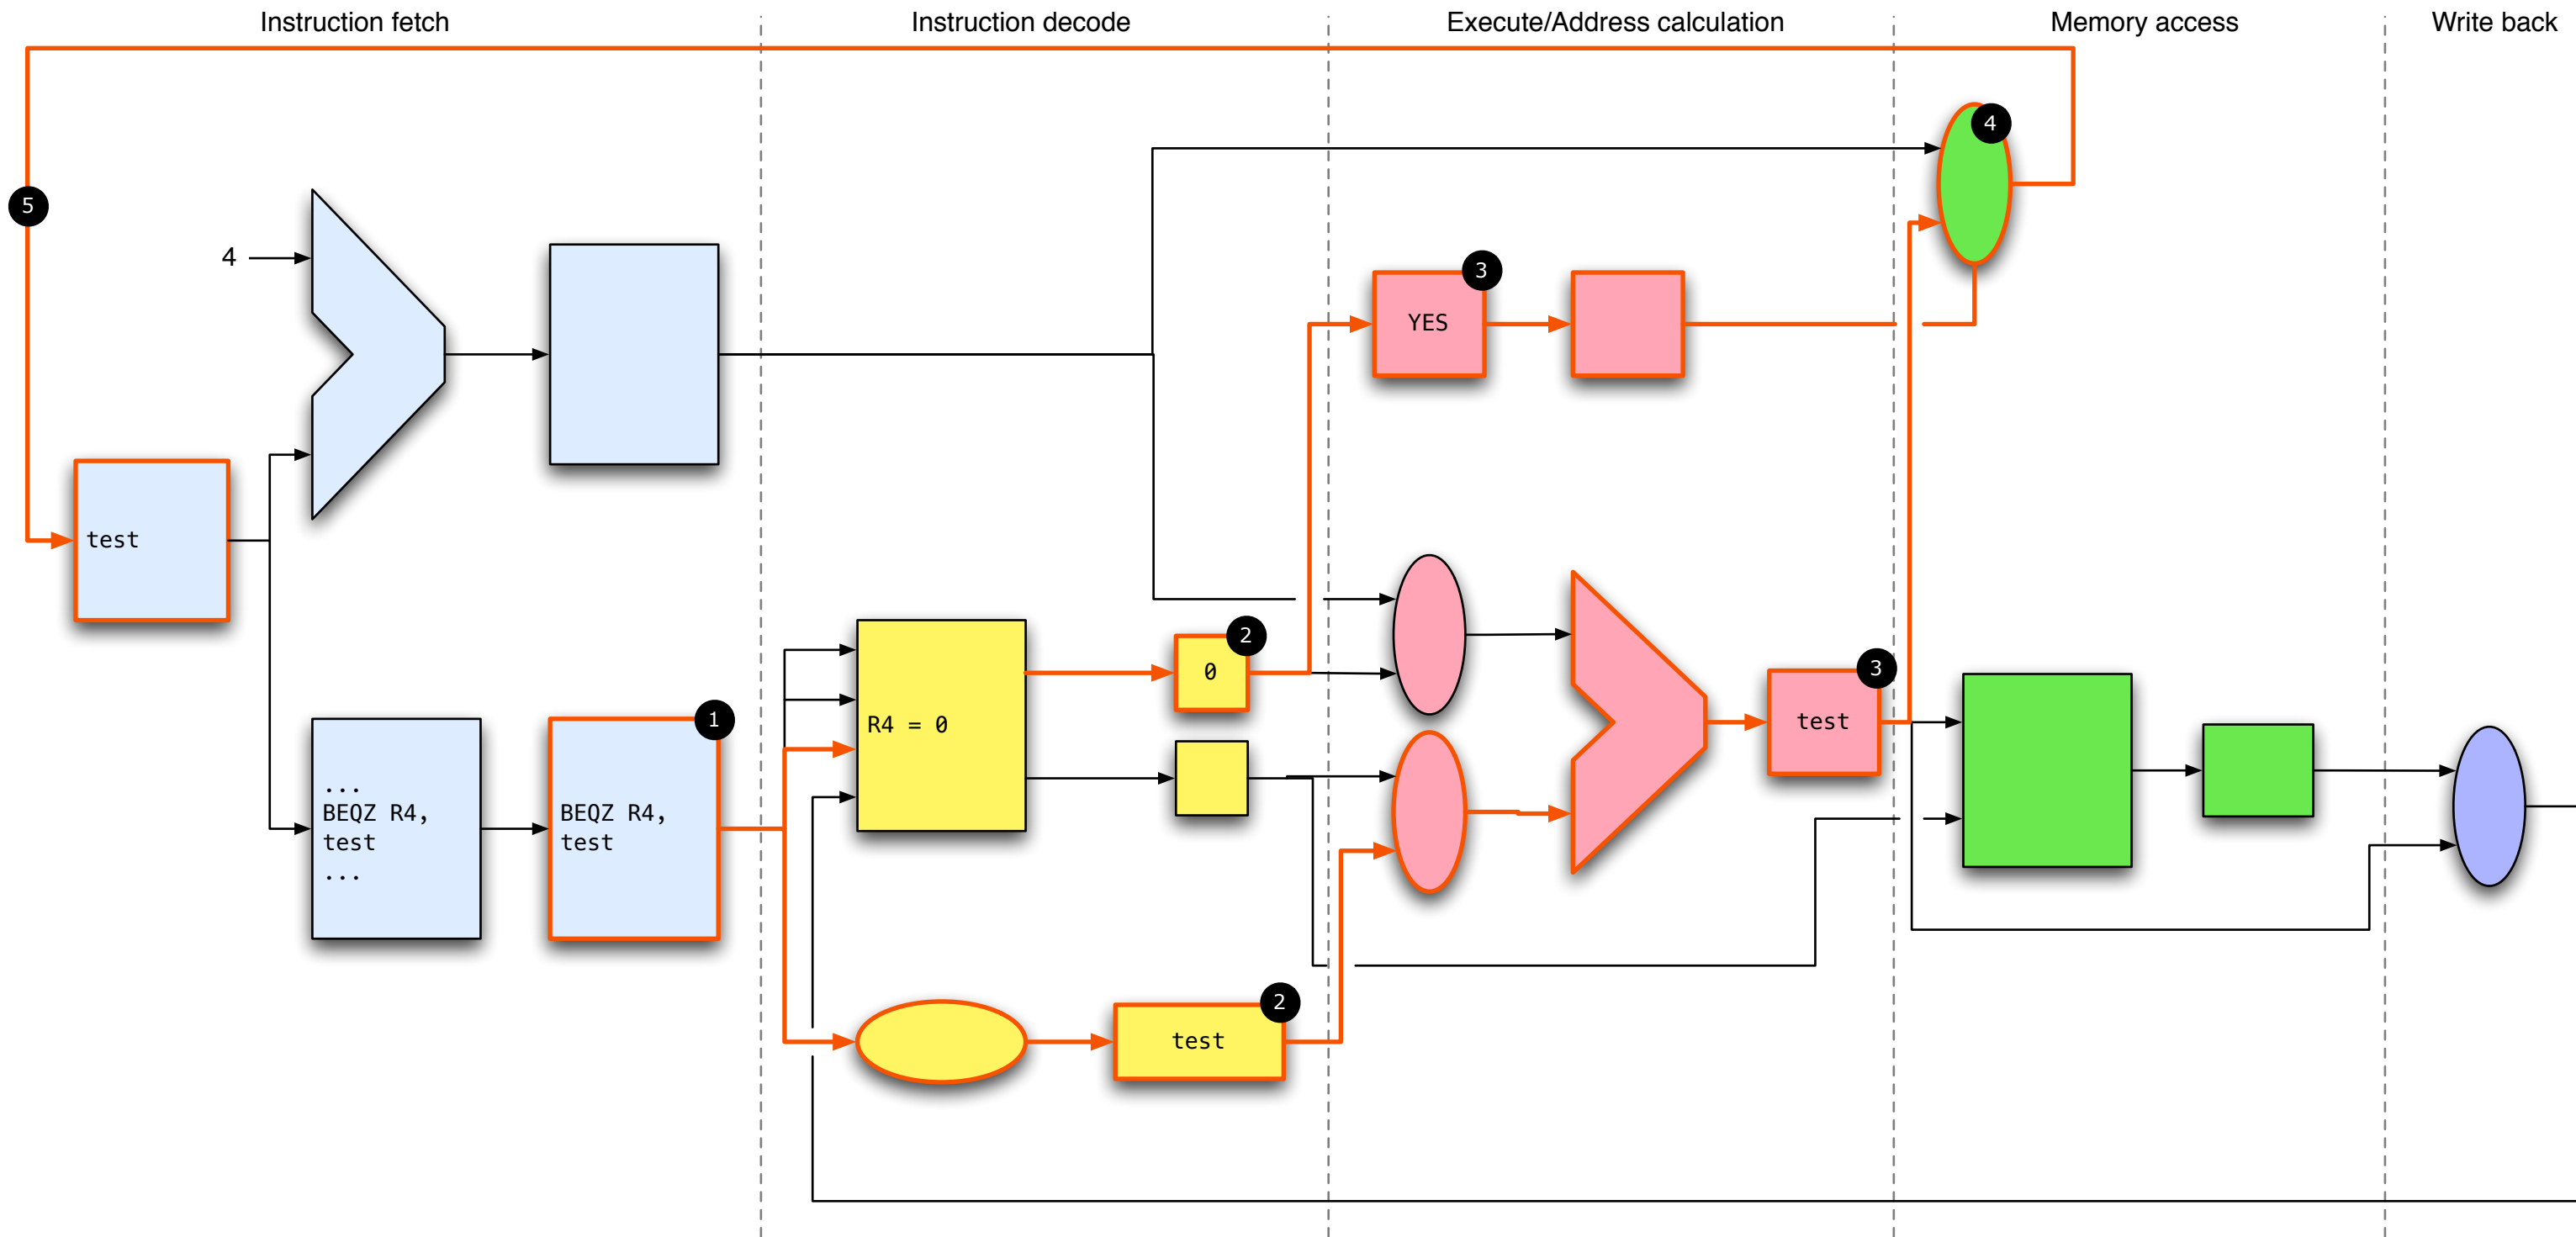 Instruction fetch
Instruction decode
Execute/Address calculation
Memory access
Write back
4
5
4
3
YES
test
2
0
3
test
R4 = 0
1
...
BEQZ R4,
test
...
BEQZ R4,
test
2
test